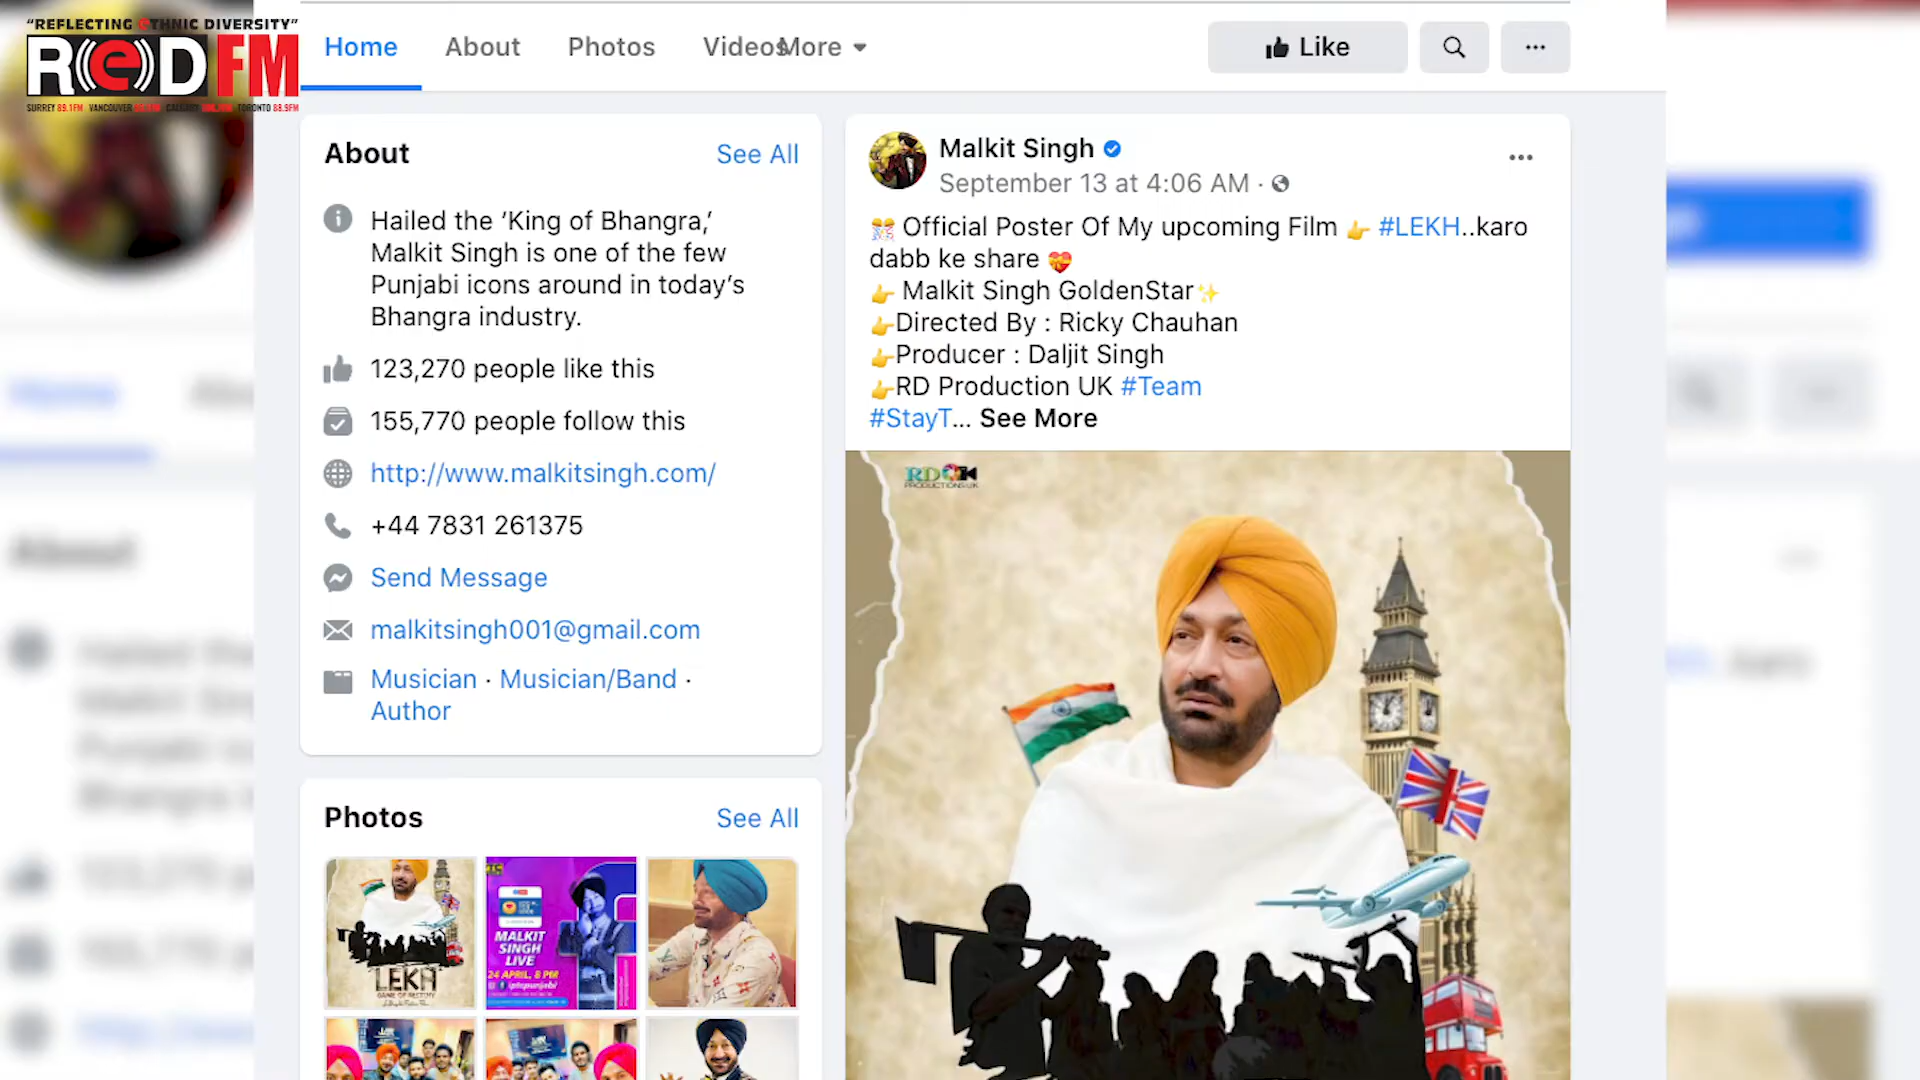 "REFLECTING eTHNIC DIVERSITY"
ReD FM
SURREY 89.1FM VANCOUVER CALGARY TORONTO 88.9FM
Home About Photos Videos More
Like
About See All
Hailed the ‘King of Bhangra,’
Malkit Singh is one of the few
Punjabi icons around in today’s
Bhangra industry.
123,270 people like this
155,770 people follow this
http://www.malkitsingh.com/
+44 7831 261375
Send Message
malkitsingh001@gmail.com
Musician · Musician/Band ·
Author
Photos See All
MALKIT
SINGH
LIVE
24 APRIL, 8 PM
LEKH
GAME OF DESTINY
Malkit Singh
September 13 at 4:06 AM ·
Official Poster Of My upcoming Film #LEKH..karo
dabb ke share
Malkit Singh GoldenStar
Directed By : Ricky Chauhan
Producer : Daljit Singh
RD Production UK #Team
#StayT... See More
RD
PRODUCTIONS UK